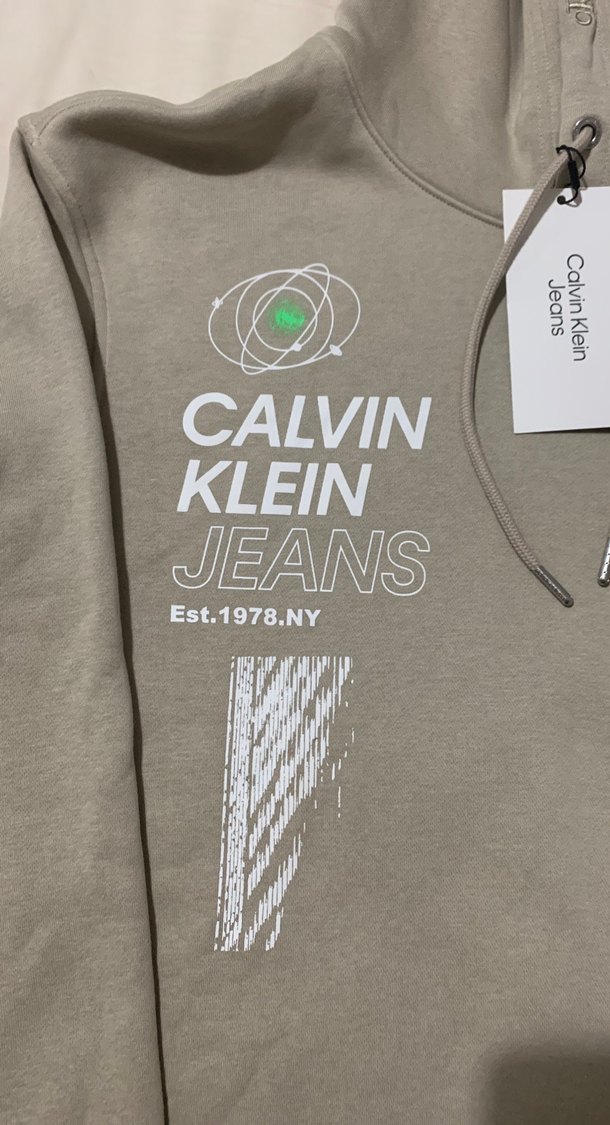 CALVIN
KLEIN
JEANS
Est.1978.NY
Calvin Klein
Jeans